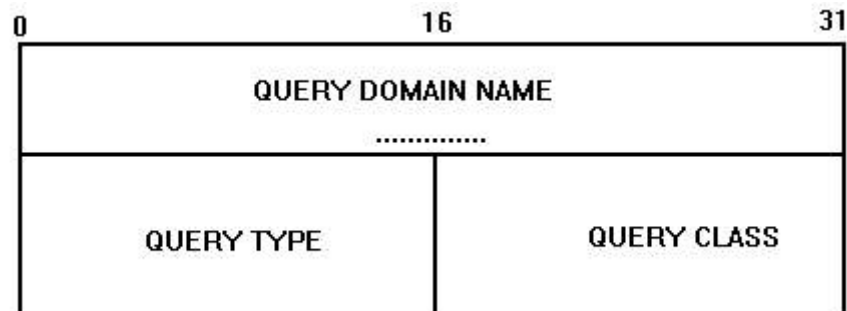 0 16 31
QUERY DOMAIN NAME
..............
QUERY TYPE QUERY CLASS